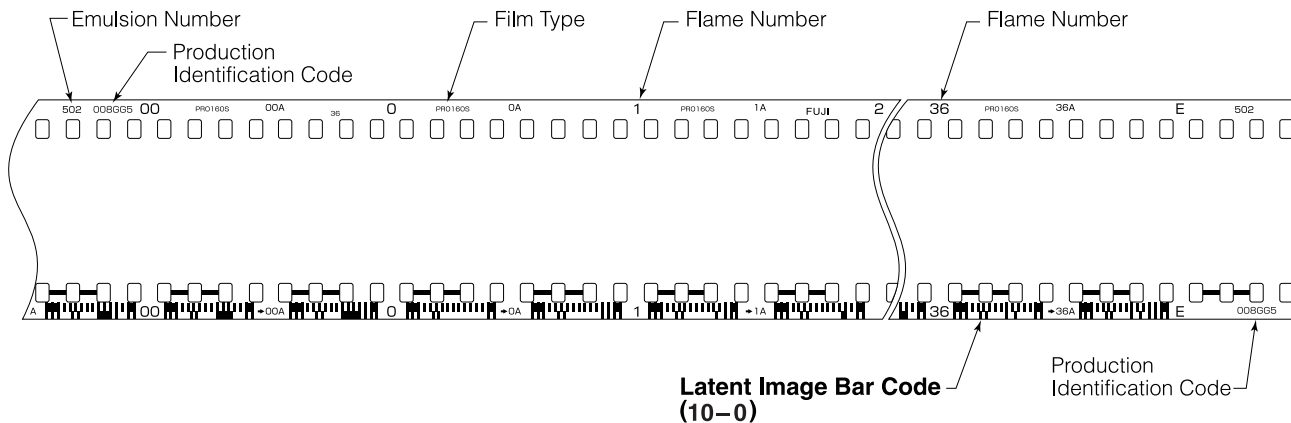 Emulsion Number
Production
Identification Code
Film Type
Flame Number
Flame Number
502 008GG5 00 PRO160S 00A 36 0 PRO160S 0A 1 PRO160S 1A FUJI 2 36 PRO160S 36A E 502
A 00 →00A 0 →0A 1 →1A 36 →36A E 008GG5
Latent Image Bar Code
(10–0)
Production
Identification Code